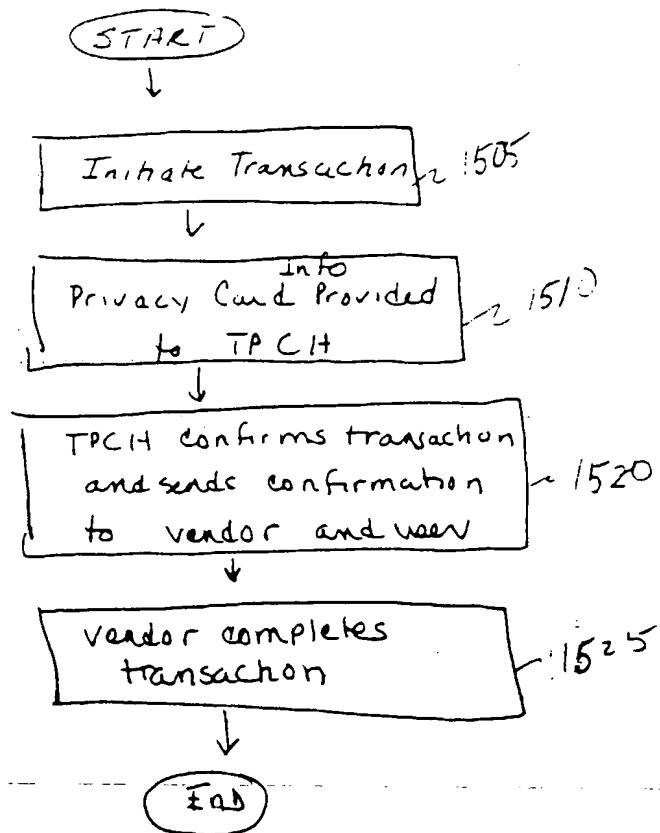 START
Initiate Transaction 1505
Info
Privacy Card Provided
to TPCH 1510
TPCH confirms transaction
and sends confirmation
to vendor and user 1520
vendor completes
transaction 1525
End